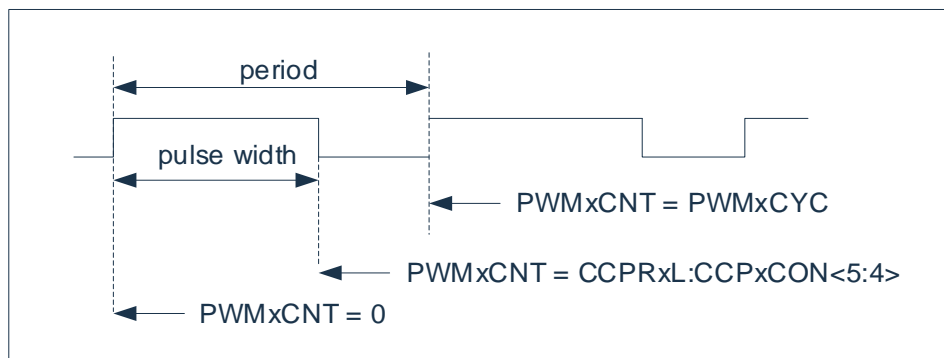 period
pulse width
PWMxCNT = PWMxCYC
PWMxCNT = CCPRxL:CCPxCON<5:4>
PWMxCNT = 0